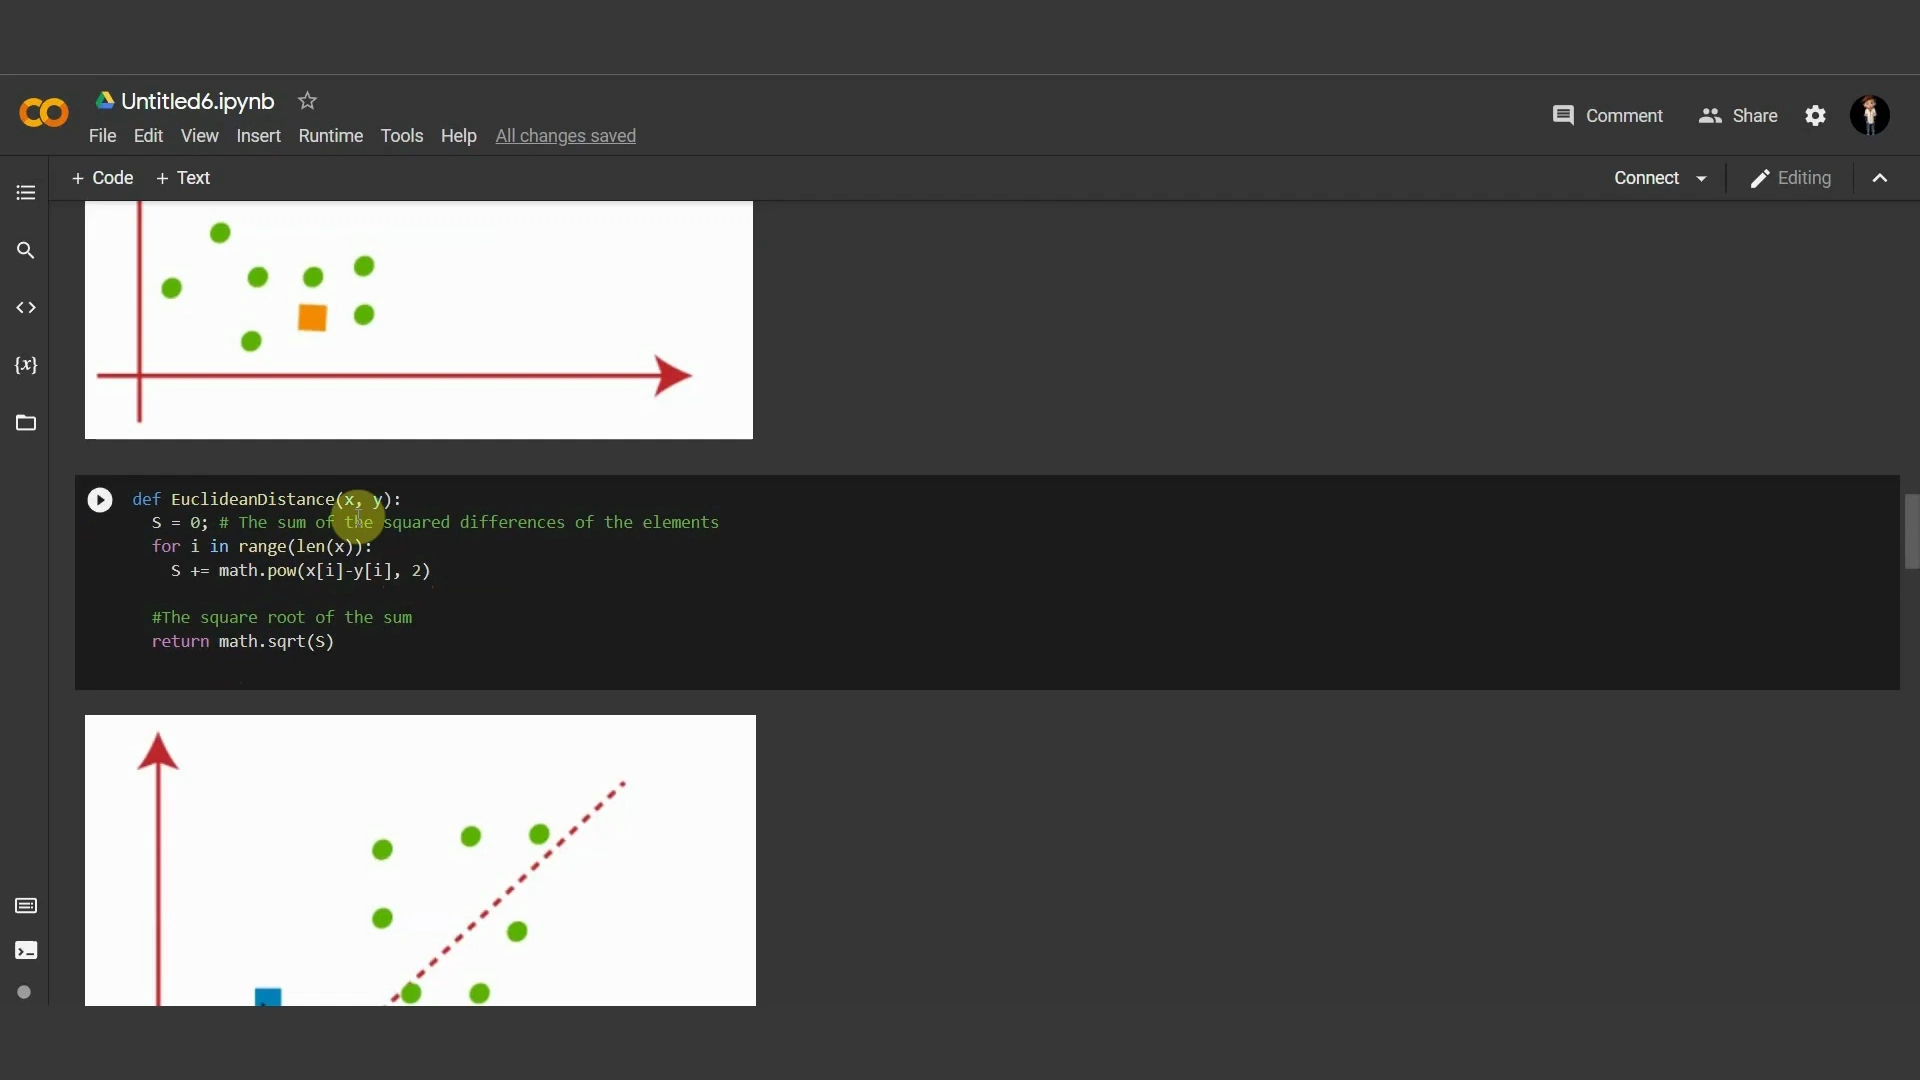 Untitled6.ipynb
File Edit View Insert Runtime Tools Help All changes saved
Comment Share
+ Code + Text
Connect Editing
{x}
def EuclideanDistance(x, y):
S = 0; # The sum of the squared differences of the elements
for i in range(len(x)):
S += math.pow(x[i]-y[i], 2)
#The square root of the sum
return math.sqrt(S)